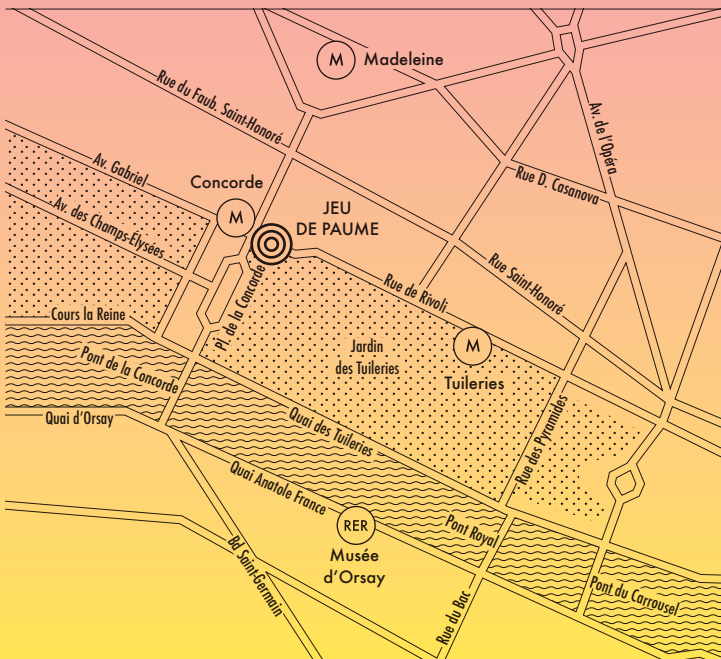 M Madeleine
Rue du Faub. Saint-Honoré
Av. de l'Opéra
Av. Gabriel
Rue D. Casanova
Concorde
M
JEU
DE PAUME
Av. des Champs-Élysées
Rue Saint-Honoré
Rue de Rivoli
Pl. de la Concorde
Cours la Reine
Jardin
des Tuileries
M
Tuileries
Pont de la Concorde
Quai d'Orsay
Quai des Tuileries
Rue des Pyramides
Quai Anatole France
RER
Musée
d'Orsay
Pont Royal
Bd Saint-Germain
Rue du Bac
Pont du Carrousel